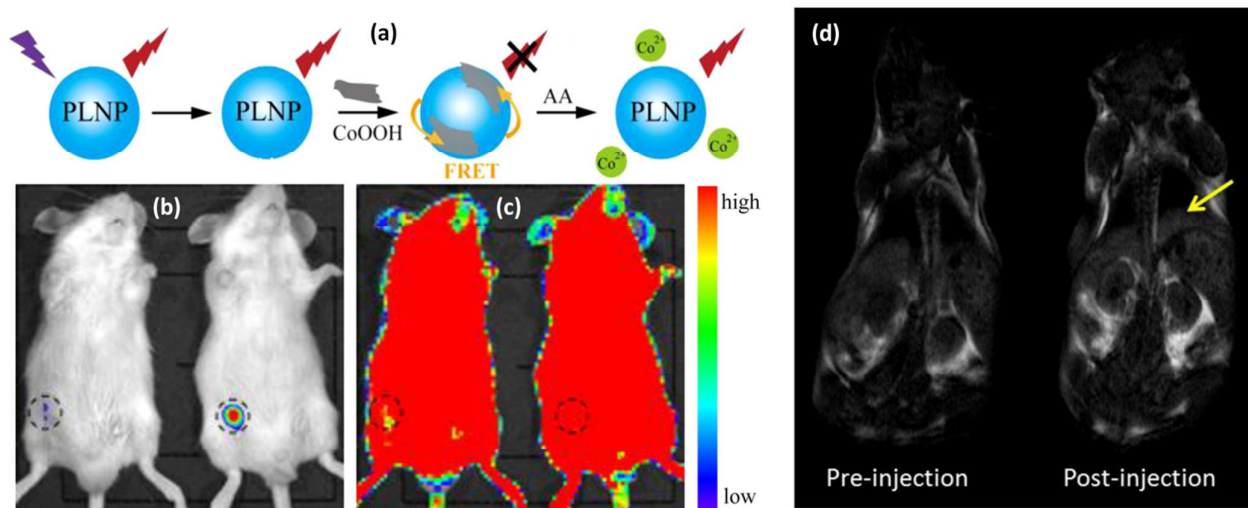 (a)
PLNP
PLNP
CoOOH
FRET
AA
Co2+
PLNP
Co2+
Co2+
(b)
(c)
high
low
(d)
Pre-injection
Post-injection